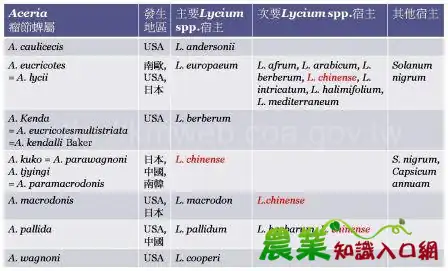 Aceria 發生 主要Lycium 次要Lycium spp.宿主 其他宿主
瘤節蜱屬 地區 spp.宿主
A. caulicecis USA L. andersonii
A. eucricotes 南歐, L. europaeum L. afrum, L. arabicum, L. Solanum
= A. lycii USA, berberum, L. chinense, L. nigrum
日本 intricatum, L. halimifolium,
L. mediterraneum
A. Kenda USA L. berberum
= A. eucricotesmultistriata
=A. kendalli Baker
A. kuko = A. parawagnoni 日本, L. chinense S. nigrum,
A. tjyingi 中國, Capsicum
= A. paramacrodonis 南韓 annuam
A. macrodonis USA, L. macrodon L.chinense
日本
A. pallida USA, L. pallidum L. barbarum, L. chinense
中國
A. wagnoni USA L. cooperi
農業知識入口網